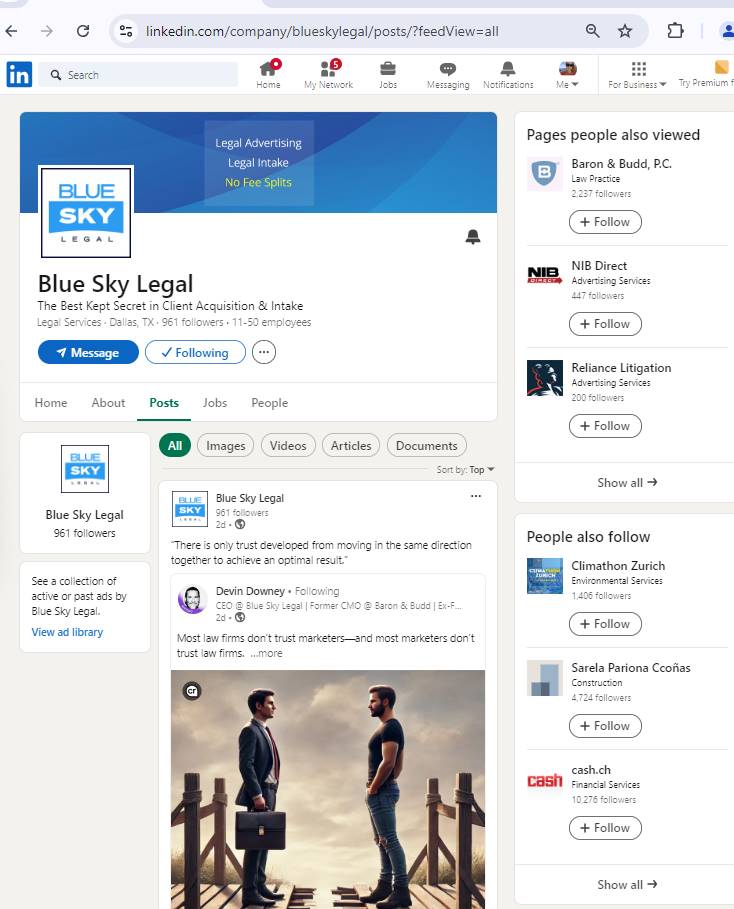 linkedin.com/company/blueskylegal/posts/?feedView=all
in
Search
Home
5
My Network
Jobs
Messaging
Notifications
Me
For Business
Try Premium f
Legal Advertising
Legal Intake
No Fee Splits
BLUE
SKY
LEGAL
Blue Sky Legal
The Best Kept Secret in Client Acquisition & Intake
Legal Services · Dallas, TX · 961 followers · 11-50 employees
Message
Following
Home
About
Posts
Jobs
People
BLUE
SKY
LEGAL
Blue Sky Legal
961 followers
See a collection of
active or past ads by
Blue Sky Legal.
View ad library
All
Images
Videos
Articles
Documents
Sort by: Top
BLUE
SKY
LEGAL
Blue Sky Legal
961 followers
2d •
"There is only trust developed from moving in the same direction
together to achieve an optimal result."
Devin Downey • Following
CEO @ Blue Sky Legal | Former CMO @ Baron & Budd | Ex-F...
2d •
Most law firms don't trust marketers—and most marketers don't
trust law firms. ...more
cr
Pages people also viewed
B
Baron & Budd, P.C.
Law Practice
2,237 followers
+ Follow
NIB
DIRECT
NIB Direct
Advertising Services
447 followers
+ Follow
Reliance Litigation
Advertising Services
200 followers
+ Follow
Show all →
People also follow
CLIMATHON
ZURICH
Climathon Zurich
Environmental Services
1,406 followers
+ Follow
Sarela Pariona Ccoñas
Construction
4,724 followers
+ Follow
cash
cash.ch
Financial Services
10,276 followers
+ Follow
Show all →